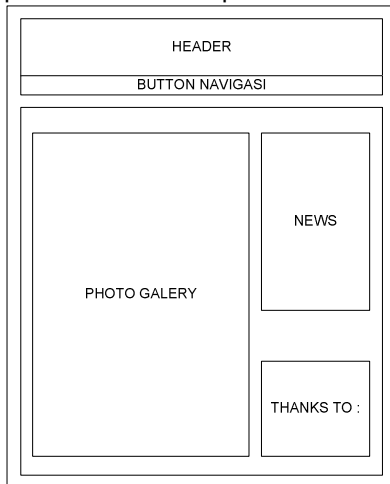 HEADER
BUTTON NAVIGASI
NEWS
PHOTO GALERY
THANKS TO :